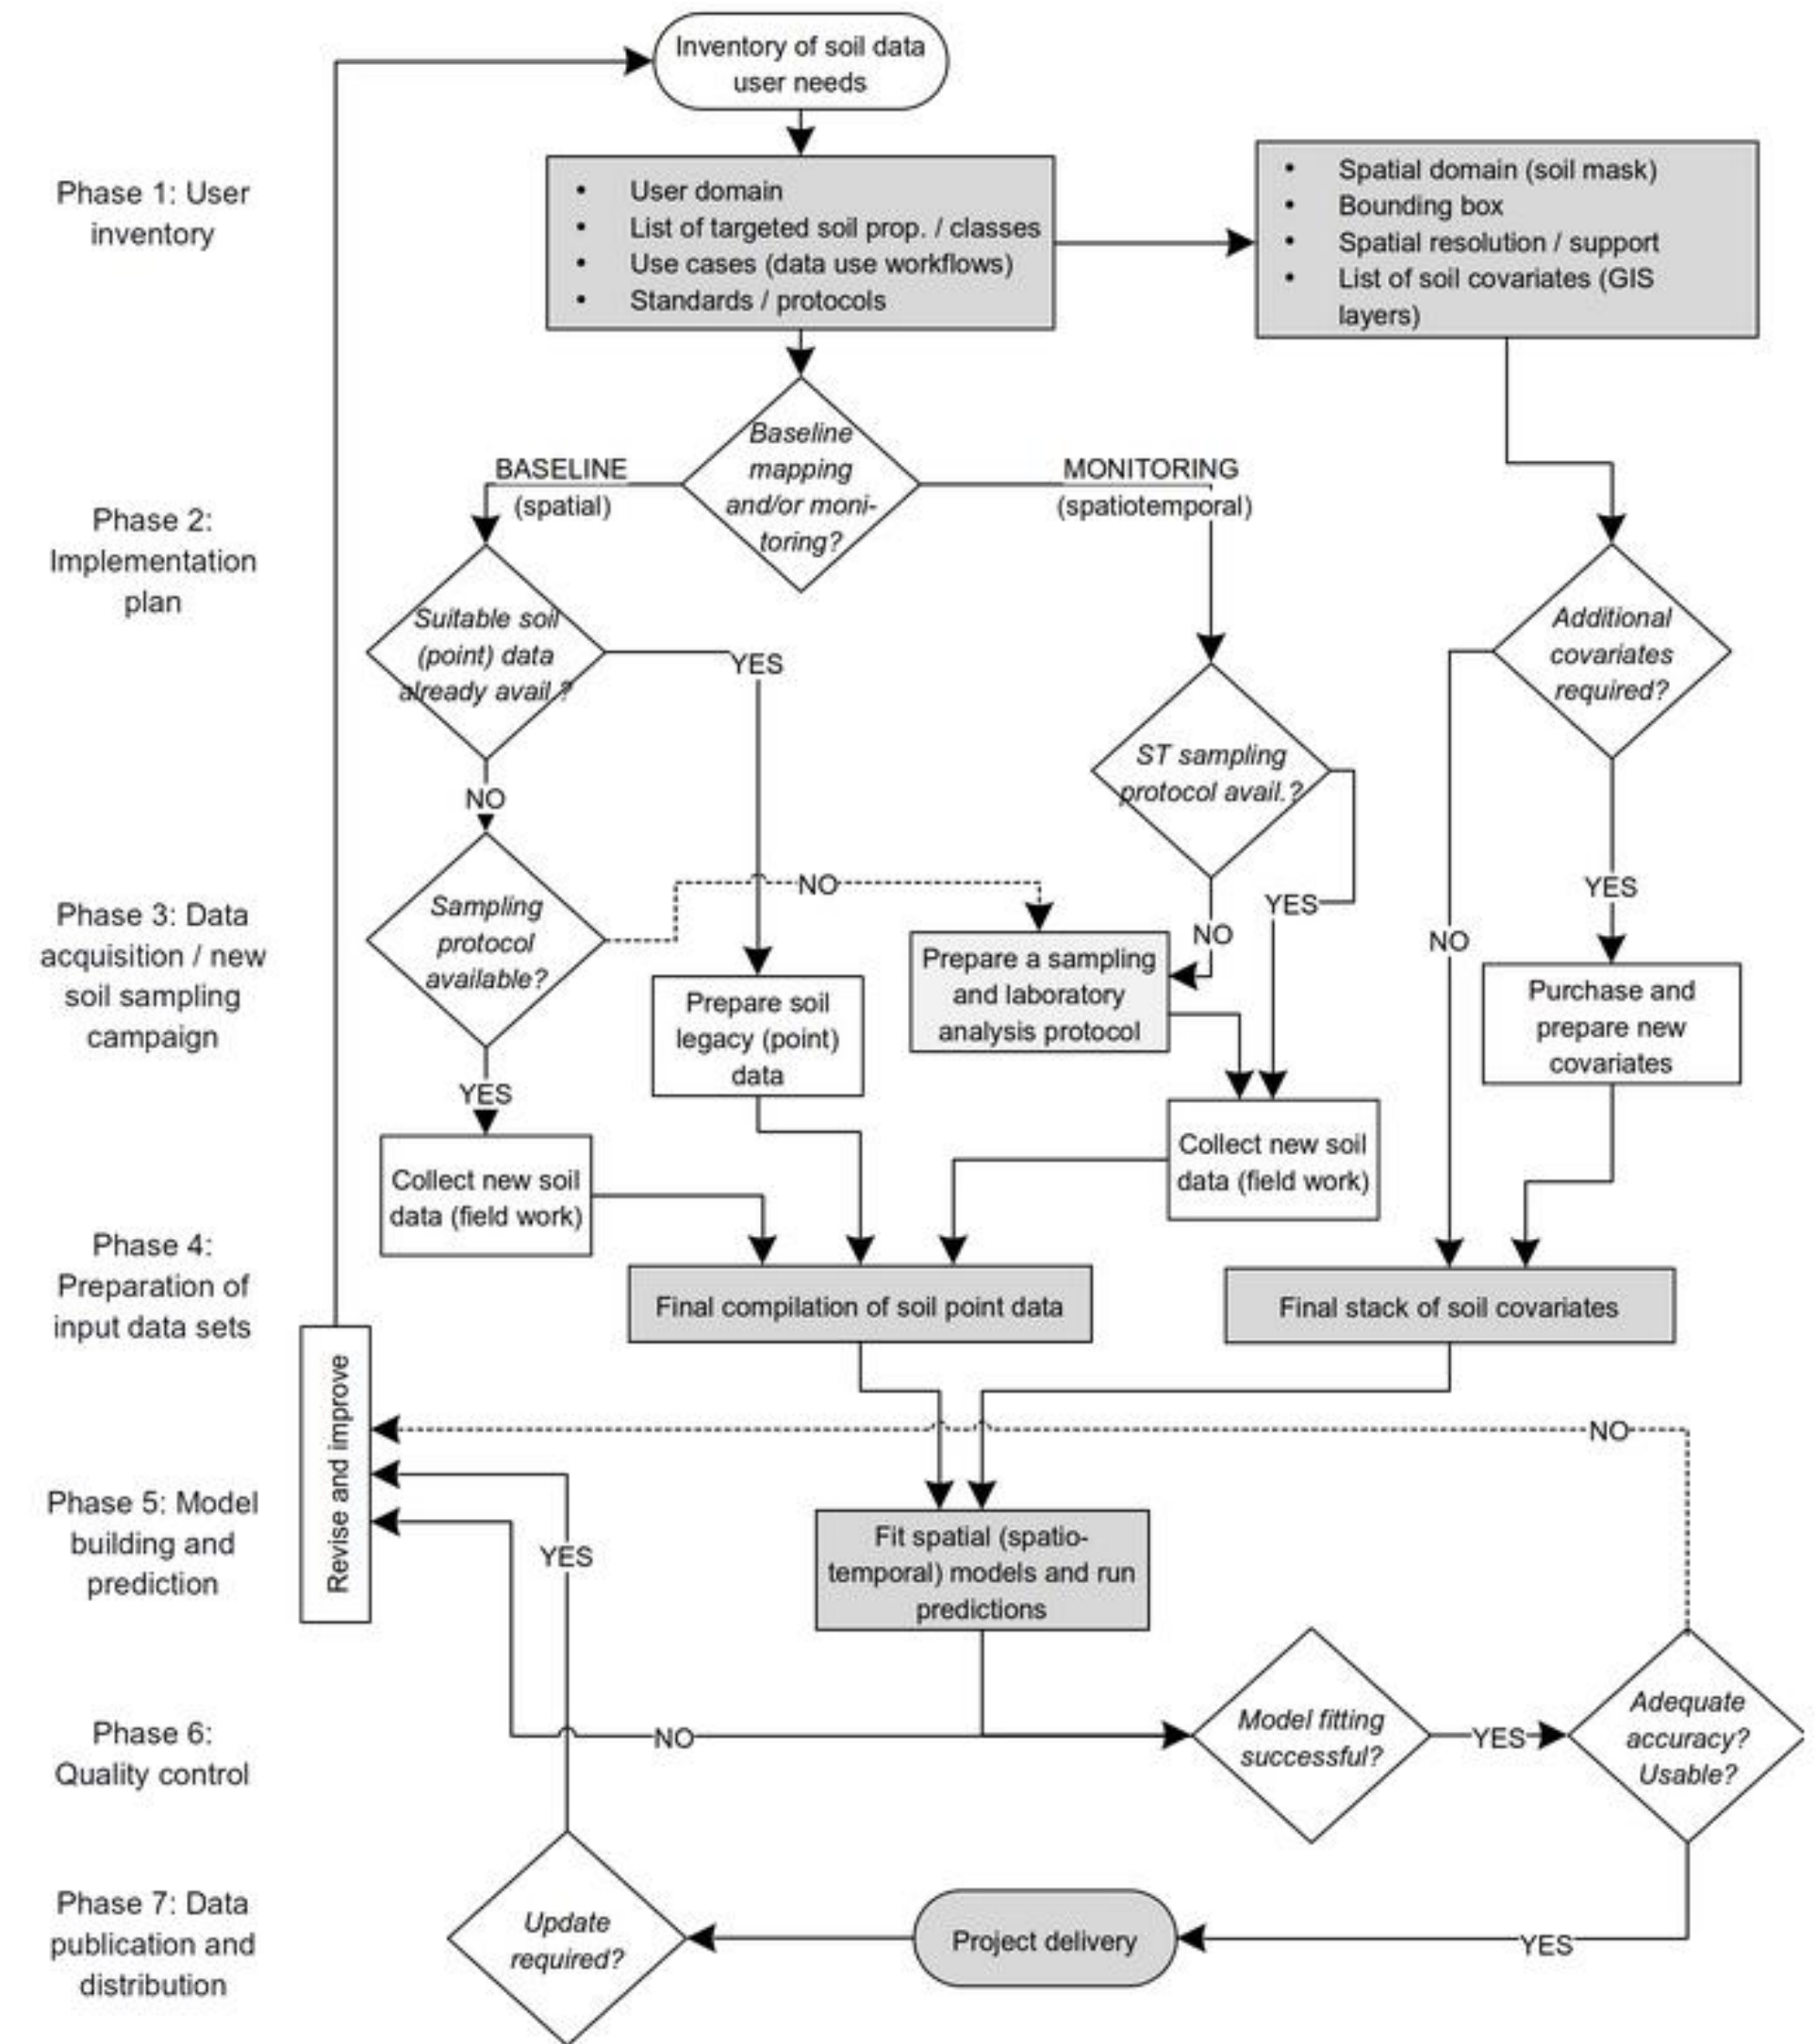 Inventory of soil data
user needs
Phase 1: User
inventory
• User domain
• List of targeted soil prop. / classes
• Use cases (data use workflows)
• Standards / protocols
• Spatial domain (soil mask)
• Bounding box
• Spatial resolution / support
• List of soil covariates (GIS
layers)
Baseline
mapping
and/or moni-
toring?
BASELINE
(spatial)
MONITORING
(spatiotemporal)
Phase 2:
Implementation
plan
Suitable soil
(point) data
already avail.?
YES
NO
ST sampling
protocol avail.?
Additional
covariates
required?
YES
NO
YES
NO
Phase 3: Data
acquisition / new
soil sampling
campaign
Sampling
protocol
available?
NO
YES
Prepare soil
legacy (point)
data
Prepare a sampling
and laboratory
analysis protocol
Purchase and
prepare new
covariates
Collect new soil
data (field work)
Collect new soil
data (field work)
Phase 4:
Preparation of
input data sets
Final compilation of soil point data
Final stack of soil covariates
Revise and improve
NO
Phase 5: Model
building and
prediction
YES
Fit spatial (spatio-
temporal) models and run
predictions
Phase 6:
Quality control
NO
Model fitting
successful?
YES
Adequate
accuracy?
Usable?
Phase 7: Data
publication and
distribution
Update
required?
Project delivery
YES